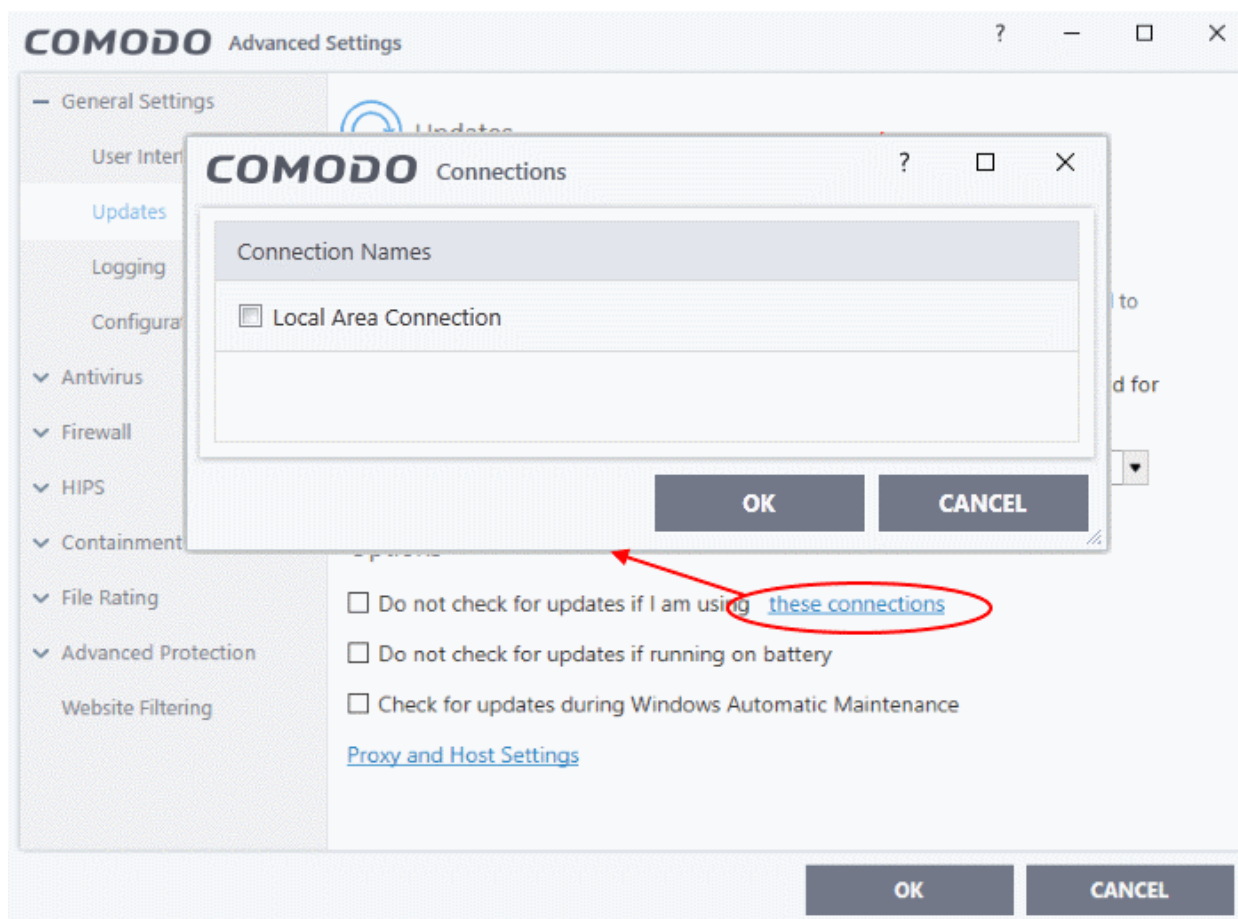 COMODO Advanced Settings ?
General Settings
Updates
User Inter
COMODO Connections ?
Updates
Connection Names
Logging
Local Area Connection
to
Configura
Antivirus
d for
Firewall
HIPS
OK CANCEL
Containment
Options
File Rating
Do not check for updates if I am using these connections
Advanced Protection
Do not check for updates if running on battery
Website Filtering
Check for updates during Windows Automatic Maintenance
Proxy and Host Settings
OK CANCEL